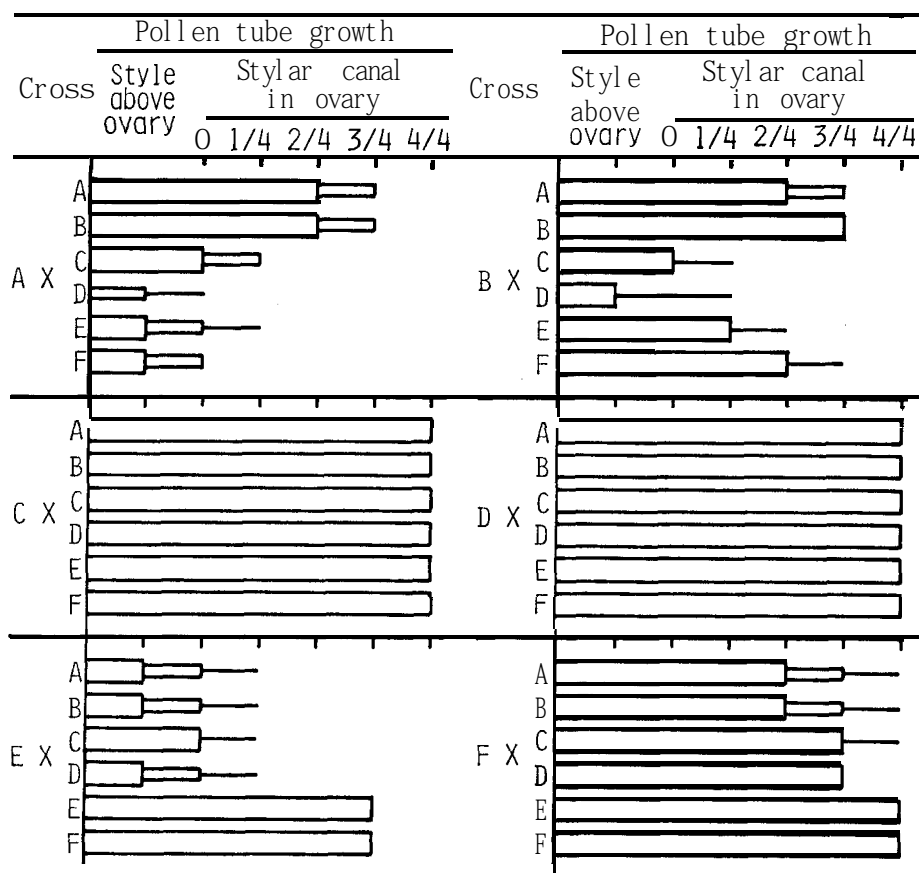 Pollen tube growth
Cross
Style above ovary
Stylar canal in ovary
0 1/4 2/4 3/4 4/4
Pollen tube growth
Cross
Style above ovary
Stylar canal in ovary
0 1/4 2/4 3/4 4/4
A X
A
B
C
D
E
F
B X
A
B
C
D
E
F
C X
A
B
C
D
E
F
D X
A
B
C
D
E
F
E X
A
B
C
D
E
F
F X
A
B
C
D
E
F